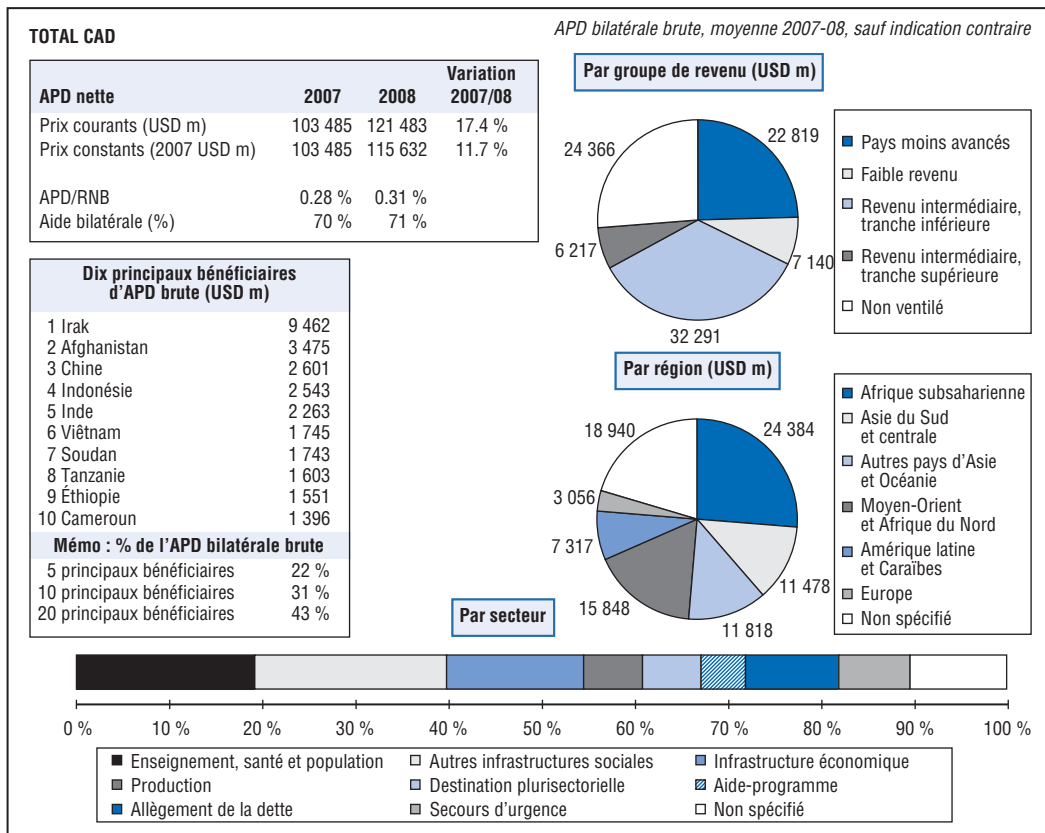 TOTAL CAD
APD bilatérale brute, moyenne 2007-08, sauf indication contraire
APD nette 2007 2008 Variation 2007/08
Prix courants (USD m) 103 485 121 483 17.4 %
Prix constants (2007 USD m) 103 485 115 632 11.7 %
APD/RNB 0.28 % 0.31 %
Aide bilatérale (%) 70 % 71 %
Dix principaux bénéficiaires
d'APD brute (USD m)
1 Irak 9 462
2 Afghanistan 3 475
3 Chine 2 601
4 Indonésie 2 543
5 Inde 2 263
6 Viêtnam 1 745
7 Soudan 1 743
8 Tanzanie 1 603
9 Éthiopie 1 551
10 Cameroun 1 396
Mémo : % de l'APD bilatérale brute
5 principaux bénéficiaires 22 %
10 principaux bénéficiaires 31 %
20 principaux bénéficiaires 43 %
Par groupe de revenu (USD m)
24 366
22 819
6 217
7 140
32 291
Pays moins avancés
Faible revenu
Revenu intermédiaire,
tranche inférieure
Revenu intermédiaire,
tranche supérieure
Non ventilé
Par région (USD m)
18 940
24 384
3 056
7 317
15 848
11 478
11 818
Afrique subsaharienne
Asie du Sud
et centrale
Autres pays d'Asie
et Océanie
Moyen-Orient
et Afrique du Nord
Amérique latine
et Caraïbes
Europe
Non spécifié
Par secteur
0 % 10 % 20 % 30 % 40 % 50 % 60 % 70 % 80 % 90 % 100 %
Enseignement, santé et population Autres infrastructures sociales Infrastructure économique
Production Destination plurisectorielle Aide-programme
Allègement de la dette Secours d'urgence Non spécifié